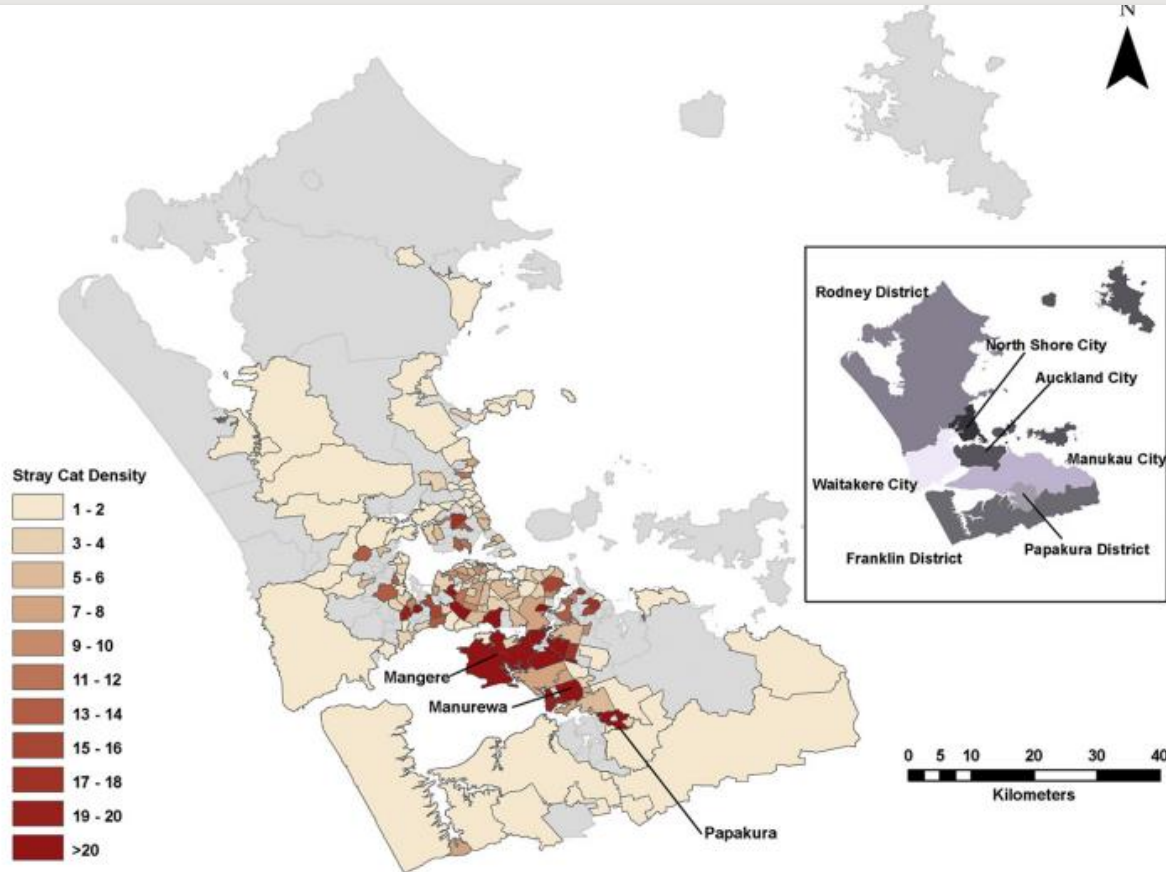 N
Rodney District
North Shore City
Auckland City
Manukau City
Waitakere City
Papakura District
Franklin District
Stray Cat Density
1 - 2
3 - 4
5 - 6
7 - 8
9 - 10
11 - 12
13 - 14
15 - 16
17 - 18
19 - 20
>20
Mangere
Manurewa
Papakura
0 5 10 20 30 40
Kilometers